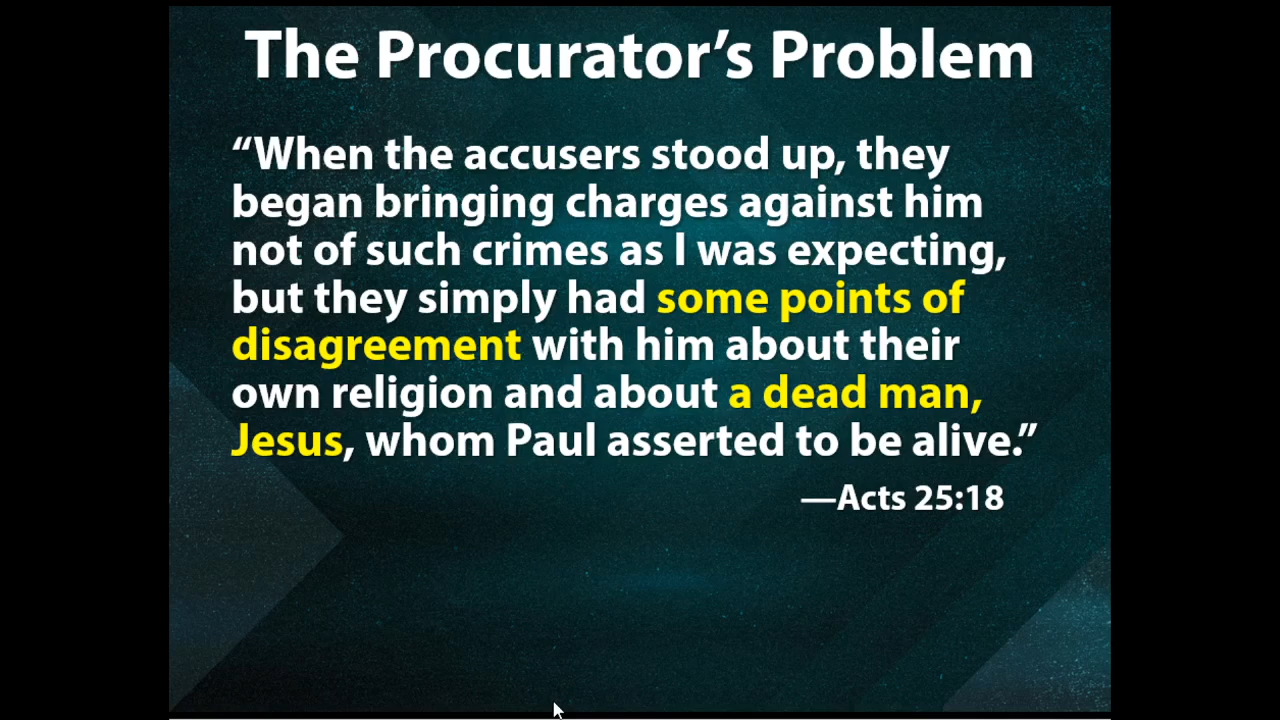 The Procurator’s Problem
“When the accusers stood up, they
began bringing charges against him
not of such crimes as I was expecting,
but they simply had some points of
disagreement with him about their
own religion and about a dead man,
Jesus, whom Paul asserted to be alive.”
—Acts 25:18